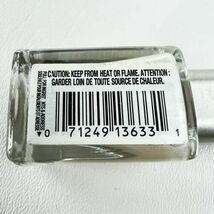 CAUTION: KEEP FROM HEAT OR FLAME. ATTENTION :
GARDER LOIN DE TOUTE SOURCE DE CHALEUR.
0 71249 13633 1